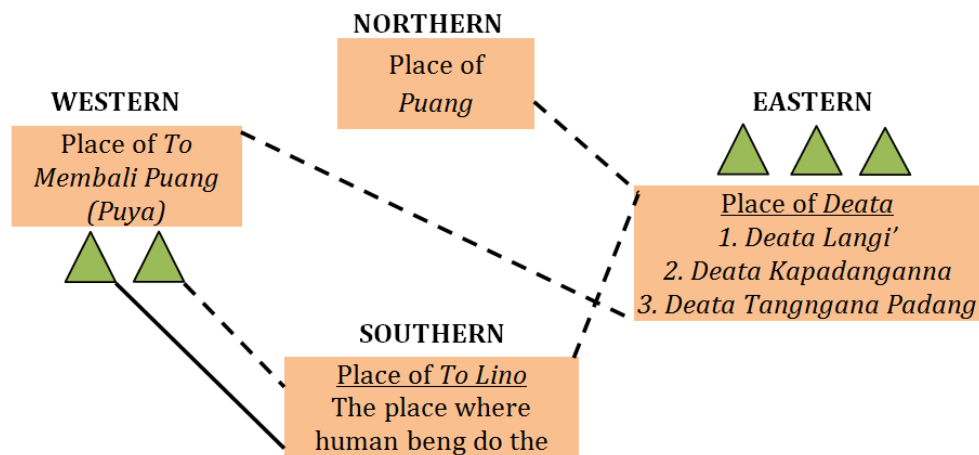 NORTHERN
Place of
Puang
WESTERN
Place of To
Membali Puang
(Puya)
EASTERN
Place of Deata
1. Deata Langi’
2. Deata Kapadanganna
3. Deata Tangngana Padang
SOUTHERN
Place of To Lino
The place where
human beng do the